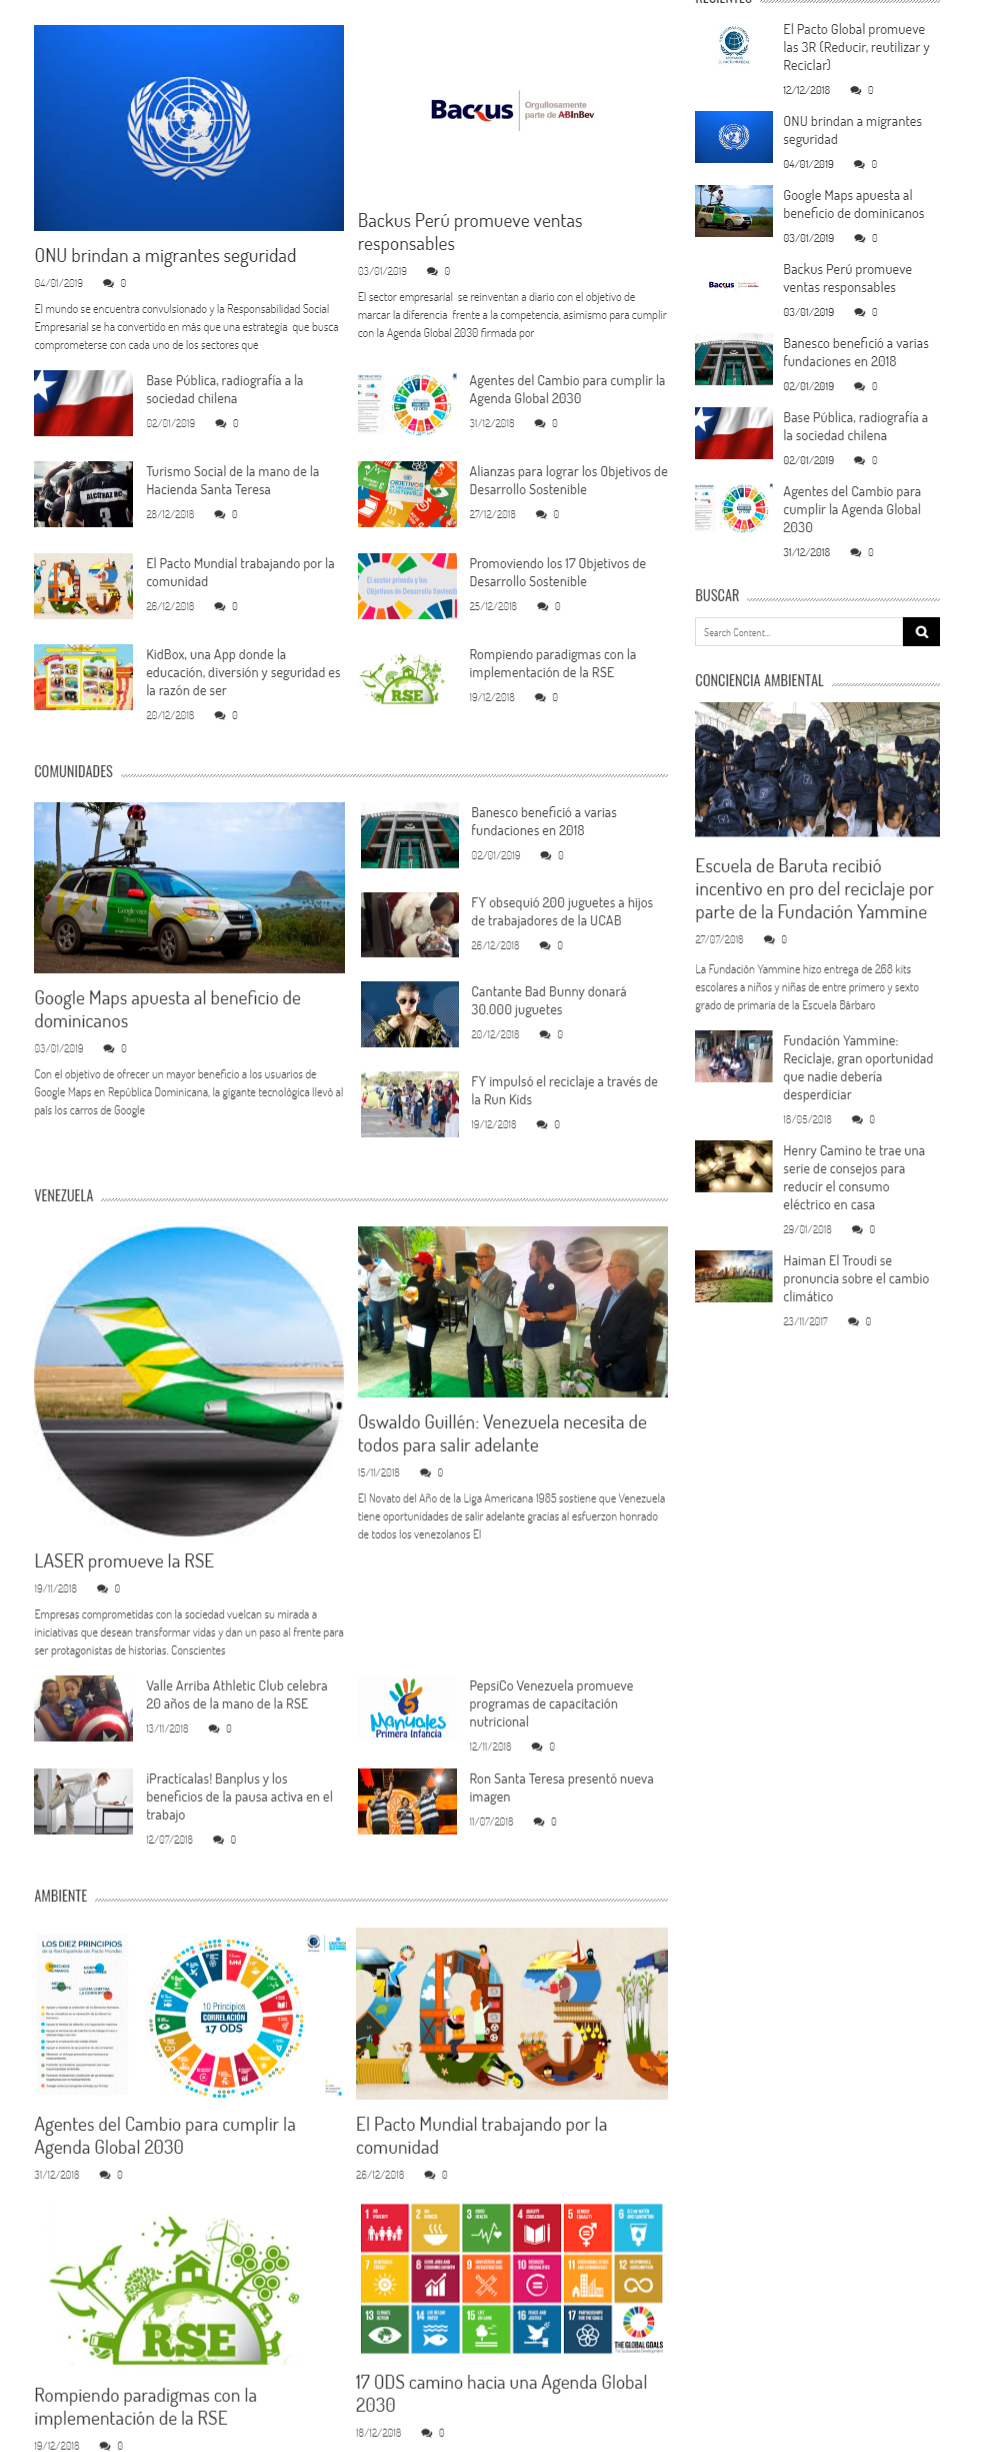 RECIENTES
Backus
Orgullosamente
parte de ABInBev
ONU brindan a migrantes seguridad
04/01/2019 0
El mundo se encuentra convulsionado y la Responsabilidad Social
Empresarial se ha convertido en más que una estrategia que busca
comprometerse con cada uno de los sectores que
Backus Perú promueve ventas
responsables
03/01/2019 0
El sector empresarial se reinventan a diario con el objetivo de
marcar la diferencia frente a la competencia, asimismo para cumplir
con la Agenda Global 2030 firmada por
Base Pública, radiografía a la
sociedad chilena
02/01/2019 0
Agentes del Cambio para cumplir la
Agenda Global 2030
31/12/2018 0
Turismo Social de la mano de la
Hacienda Santa Teresa
28/12/2018 0
Alianzas para lograr los Objetivos de
Desarrollo Sostenible
27/12/2018 0
El Pacto Mundial trabajando por la
comunidad
26/12/2018 0
El sector privado y los
Objetivos de Desarrollo Sostenib
Promoviendo los 17 Objetivos de
Desarrollo Sostenible
25/12/2018 0
KidBox, una App donde la
educación, diversión y seguridad es
la razón de ser
20/12/2018 0
RSE
Rompiendo paradigmas con la
implementación de la RSE
19/12/2018 0
COMUNIDADES
Google Maps apuesta al beneficio de
dominicanos
03/01/2019 0
Con el objetivo de ofrecer un mayor beneficio a los usuarios de
Google Maps en República Dominicana, la gigante tecnológica llevó al
país los carros de Google
Banesco benefició a varias
fundaciones en 2018
02/01/2019 0
FY obsequió 200 juguetes a hijos
de trabajadores de la UCAB
26/12/2018 0
Cantante Bad Bunny donará
30.000 juguetes
20/12/2018 0
FY impulsó el reciclaje a través de
la Run Kids
19/12/2018 0
VENEZUELA
LASER promueve la RSE
19/11/2018 0
Empresas comprometidas con la sociedad vuelcan su mirada a
iniciativas que desean transformar vidas y dan un paso al frente para
ser protagonistas de historias. Conscientes
Oswaldo Guillén: Venezuela necesita de
todos para salir adelante
15/11/2018 0
El Novato del Año de la Liga Americana 1985 sostiene que Venezuela
tiene oportunidades de salir adelante gracias al esfuerzon honrado
de todos los venezolanos El
Valle Arriba Athletic Club celebra
20 años de la mano de la RSE
13/11/2018 0
5
Manuales
Primera Infancia
PepsiCo Venezuela promueve
programas de capacitación
nutricional
12/11/2018 0
¡Practícalas! Banplus y los
beneficios de la pausa activa en el
trabajo
12/07/2018 0
Ron Santa Teresa presentó nueva
imagen
11/07/2018 0
AMBIENTE
LOS DIEZ PRINCIPIOS
10 Principios
CORRELACIÓN
17 ODS
Agentes del Cambio para cumplir la
Agenda Global 2030
31/12/2018 0
El Pacto Mundial trabajando por la
comunidad
26/12/2018 0
RSE
Rompiendo paradigmas con la
implementación de la RSE
19/12/2018 0
THE GLOBAL GOALS
17 ODS camino hacia una Agenda Global
2030
18/12/2018 0
El Pacto Global promueve
las 3R (Reducir, reutilizar y
Reciclar)
12/12/2018 0
ONU brindan a migrantes
seguridad
04/01/2019 0
Google Maps apuesta al
beneficio de dominicanos
03/01/2019 0
Backus
Backus Perú promueve
ventas responsables
03/01/2019 0
Banesco benefició a varias
fundaciones en 2018
02/01/2019 0
Base Pública, radiografía a
la sociedad chilena
02/01/2019 0
Agentes del Cambio para
cumplir la Agenda Global
2030
31/12/2018 0
BUSCAR
Search Content...
CONCIENCIA AMBIENTAL
Escuela de Baruta recibió
incentivo en pro del reciclaje por
parte de la Fundación Yammine
27/07/2018 0
La Fundación Yammine hizo entrega de 268 kits
escolares a niños y niñas de entre primero y sexto
grado de primaria de la Escuela Bárbaro
Fundación Yammine:
Reciclaje, gran oportunidad
que nadie debería
desperdiciar
18/05/2018 0
Henry Camino te trae una
serie de consejos para
reducir el consumo
eléctrico en casa
29/01/2018 0
Haiman El Troudi se
pronuncia sobre el cambio
climático
23/11/2017 0